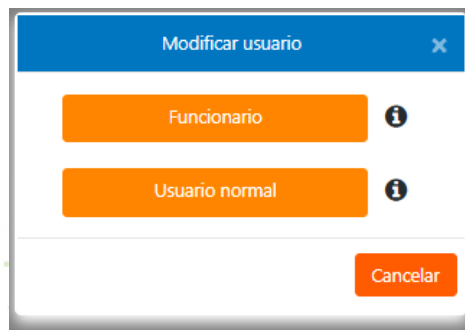 Modificar usuario ×
Funcionario
Usuario normal
Cancelar